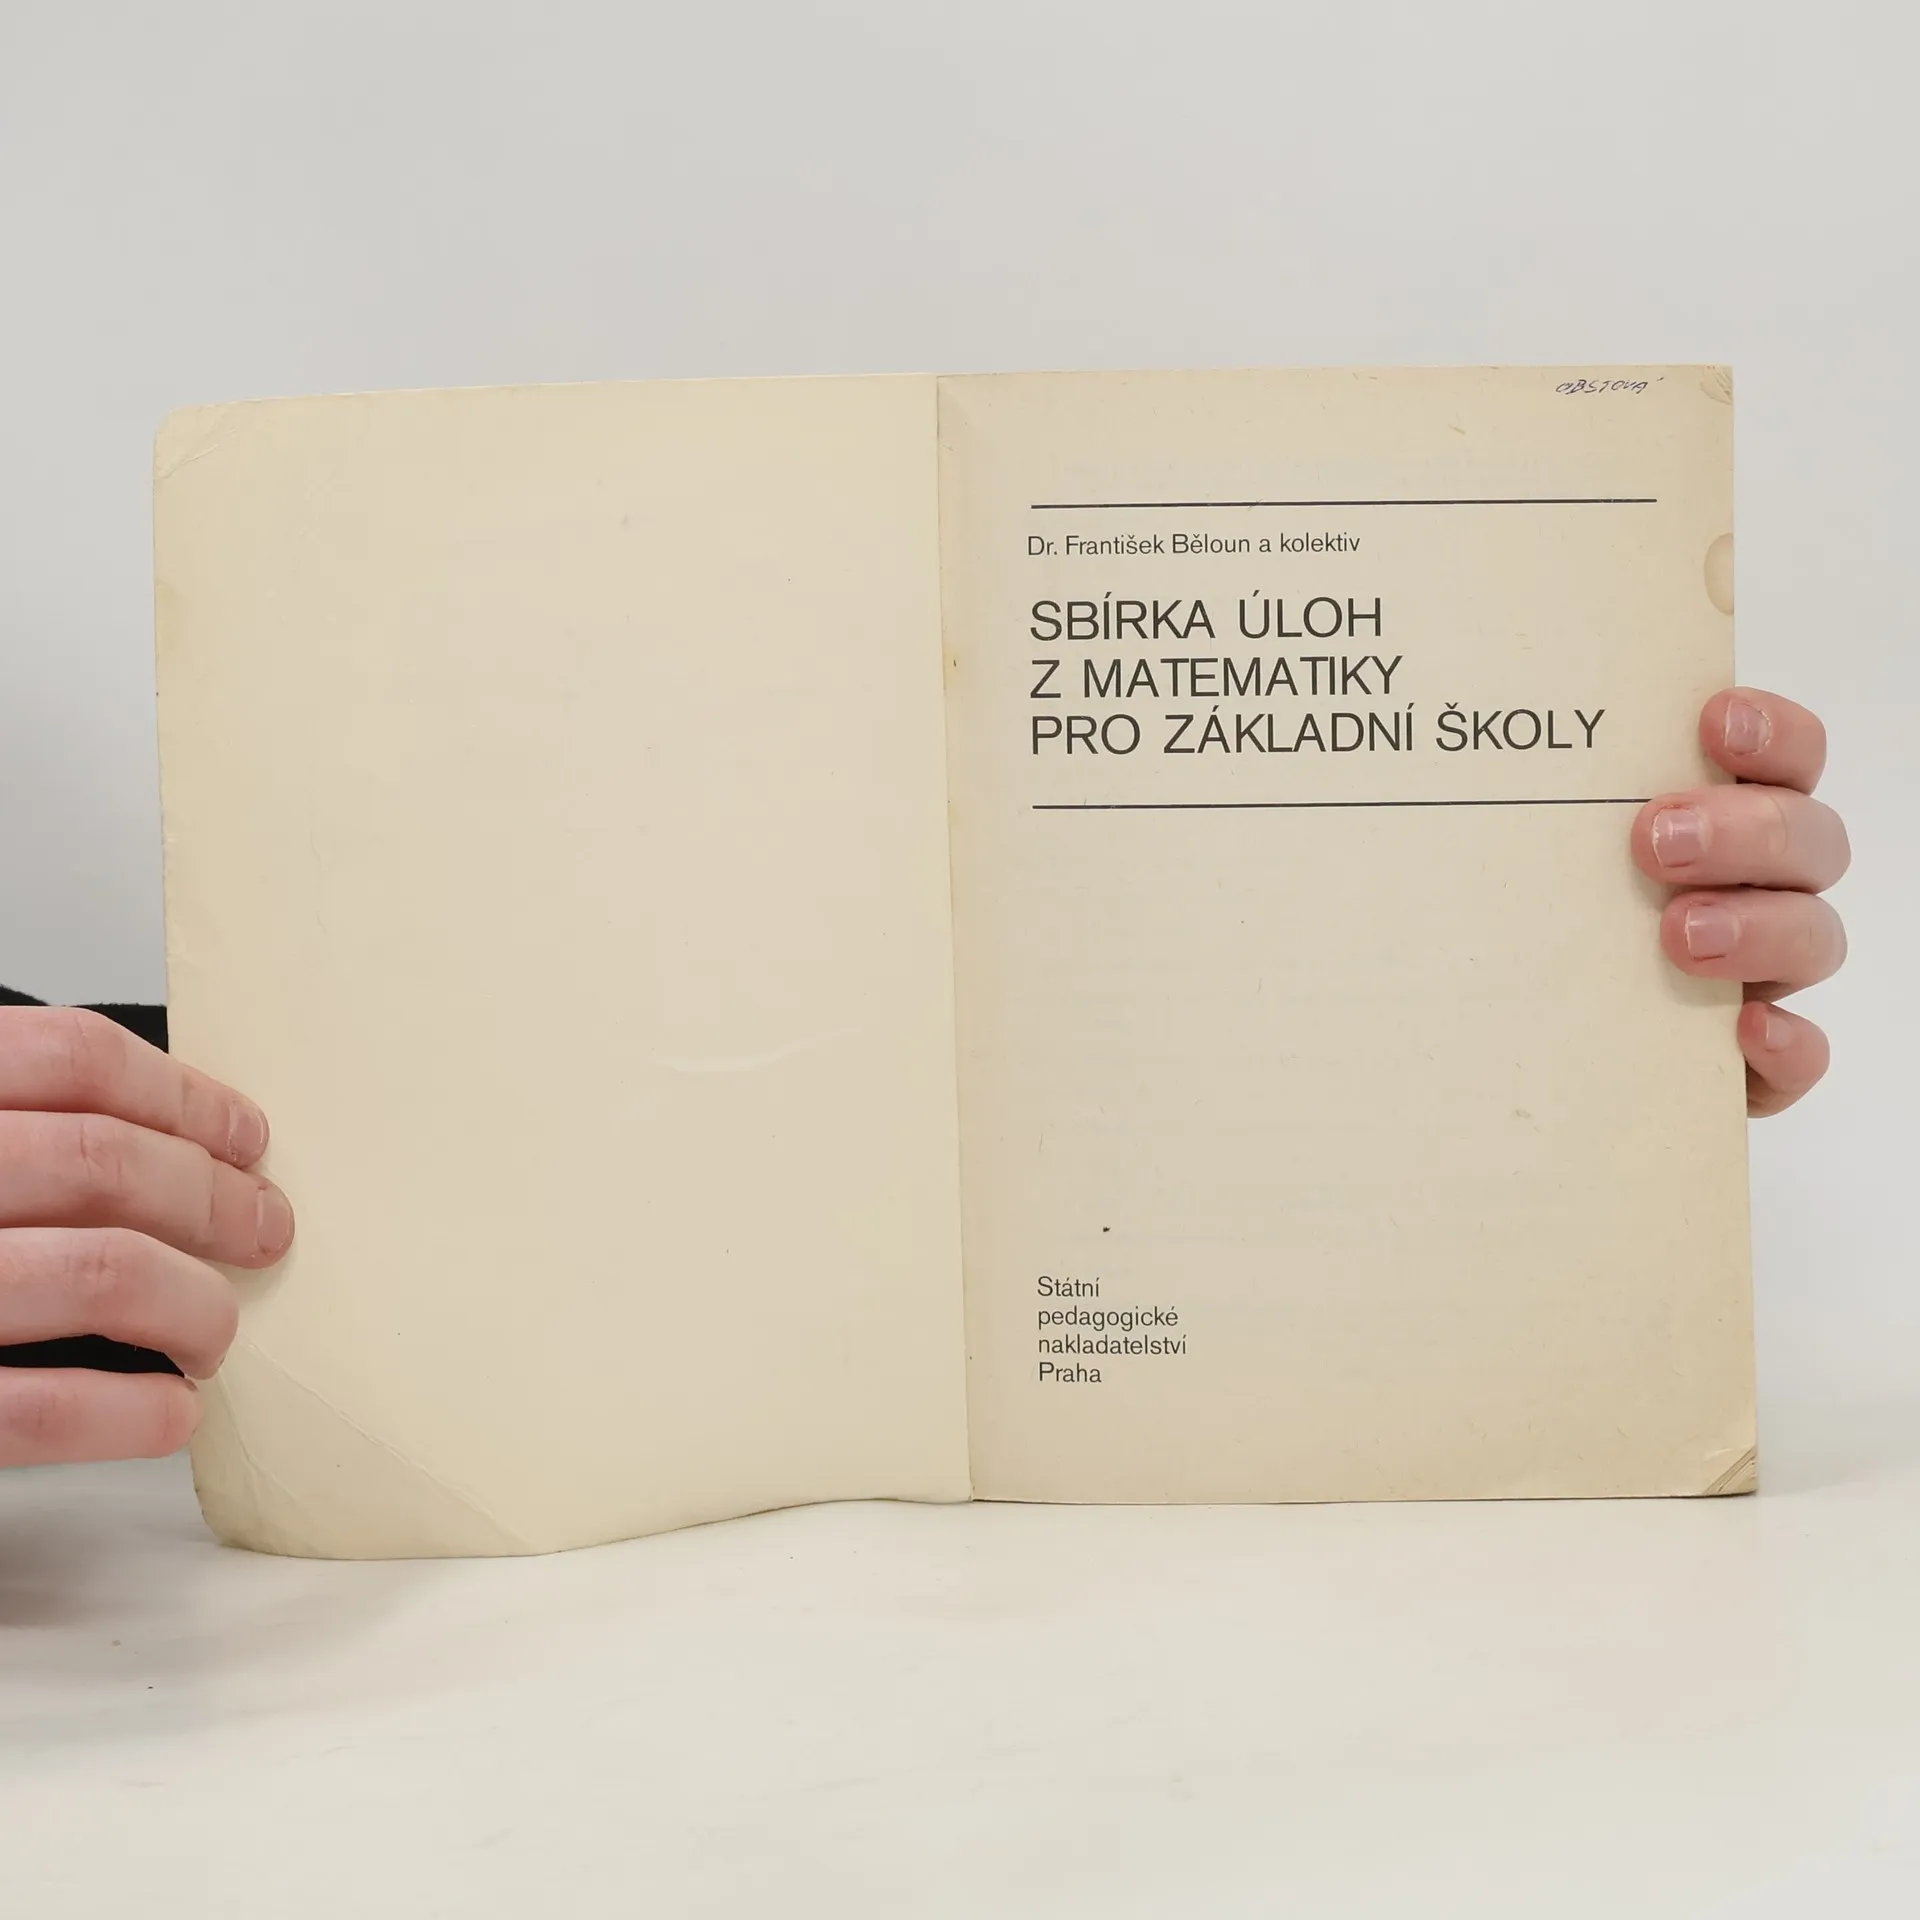 OBSTOVÁ
Dr. František Běloun a kolektiv
SBÍRKA ÚLOH
Z MATEMATIKY
PRO ZÁKLADNÍ ŠKOLY
Státní
pedagogické
nakladatelství
Praha